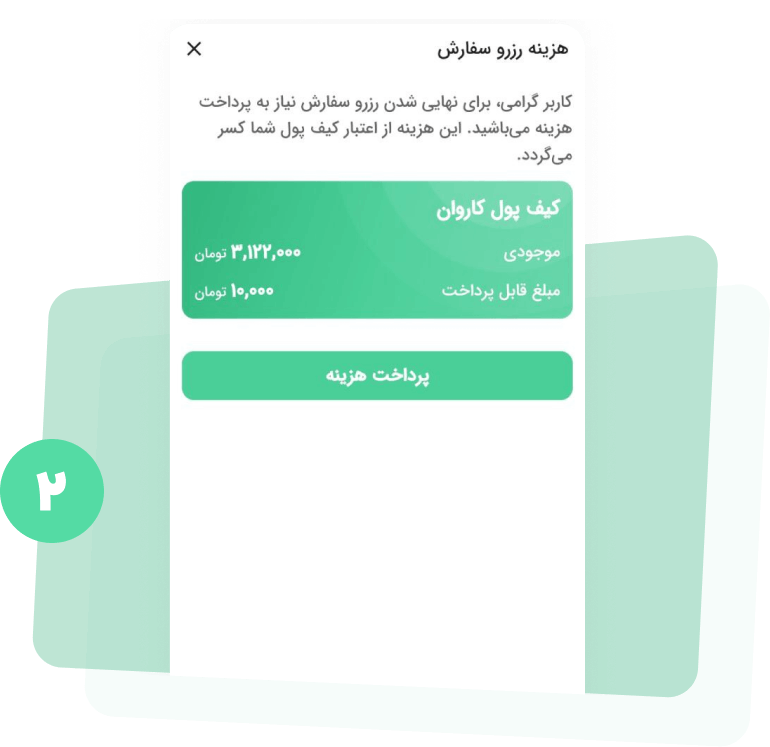 هزینه رزرو سفارش
کاربر گرامی، برای نهایی شدن رزرو سفارش نیاز به پرداخت
هزینه می‌باشید. این هزینه از اعتبار کیف پول شما کسر
می‌گردد.
کیف پول کاروان
موجودی ۳,۱۲۲,۰۰۰ تومان
مبلغ قابل پرداخت ۱۰,۰۰۰ تومان
پرداخت هزینه
۲